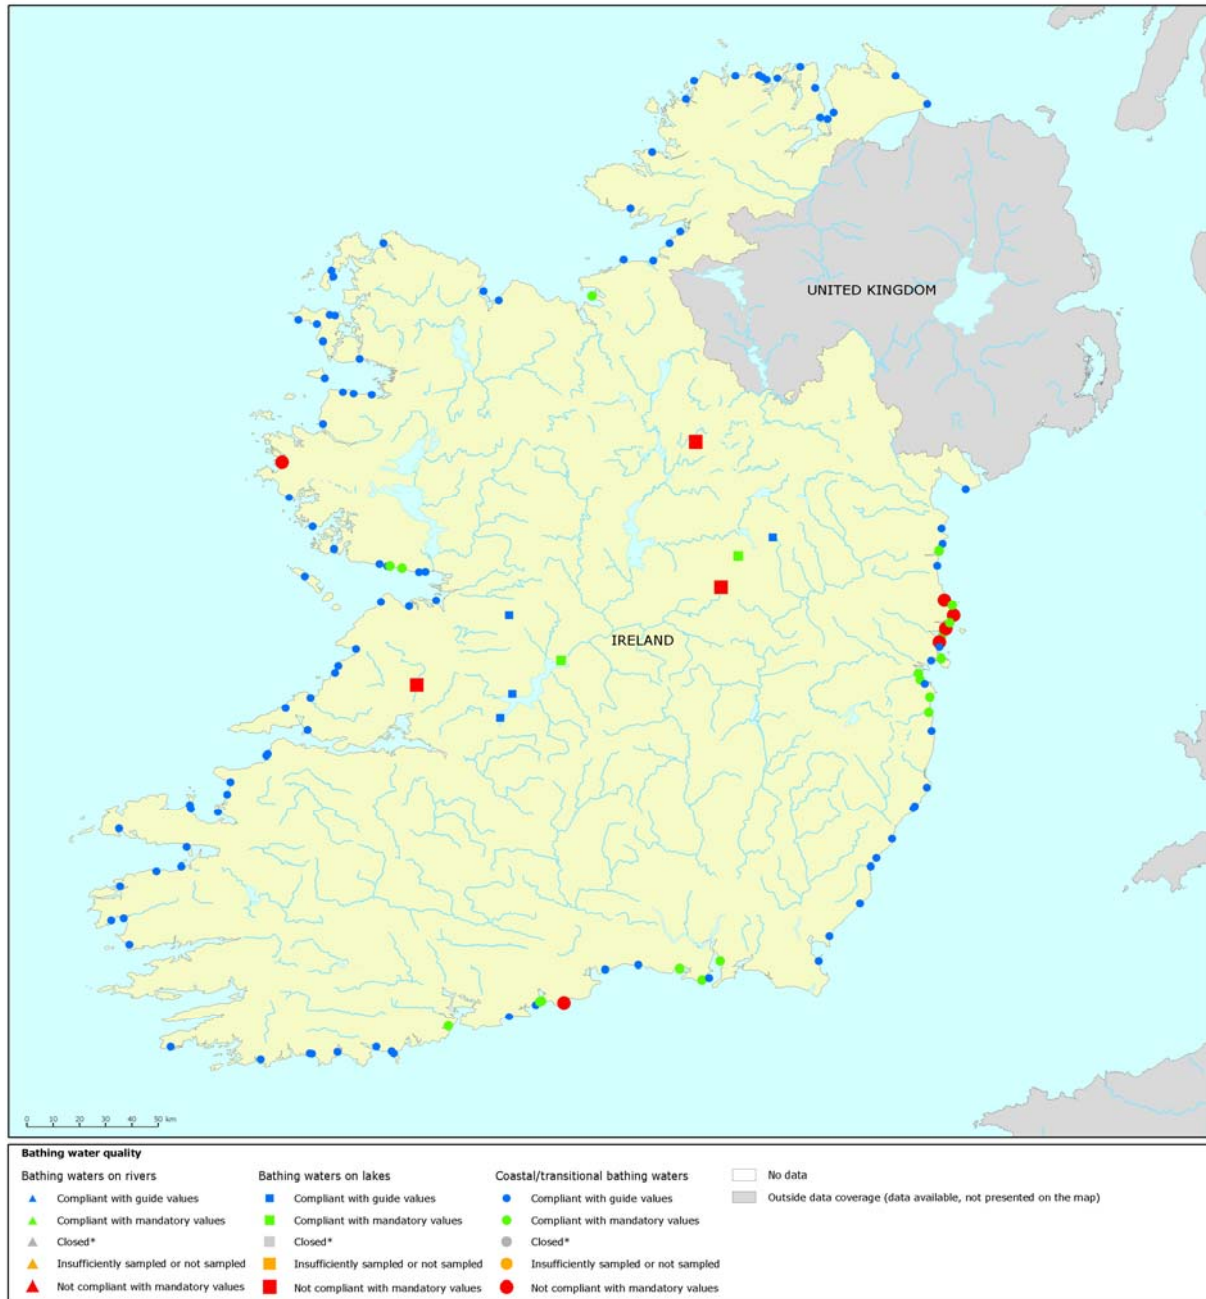 UNITED KINGDOM
IRELAND
0 10 20 30 40 50 km
Bathing water quality
Bathing waters on rivers
Compliant with guide values
Compliant with mandatory values
Closed*
Insufficiently sampled or not sampled
Not compliant with mandatory values
Bathing waters on lakes
Compliant with guide values
Compliant with mandatory values
Closed*
Insufficiently sampled or not sampled
Not compliant with mandatory values
Coastal/transitional bathing waters
Compliant with guide values
Compliant with mandatory values
Closed*
Insufficiently sampled or not sampled
Not compliant with mandatory values
No data
Outside data coverage (data available, not presented on the map)